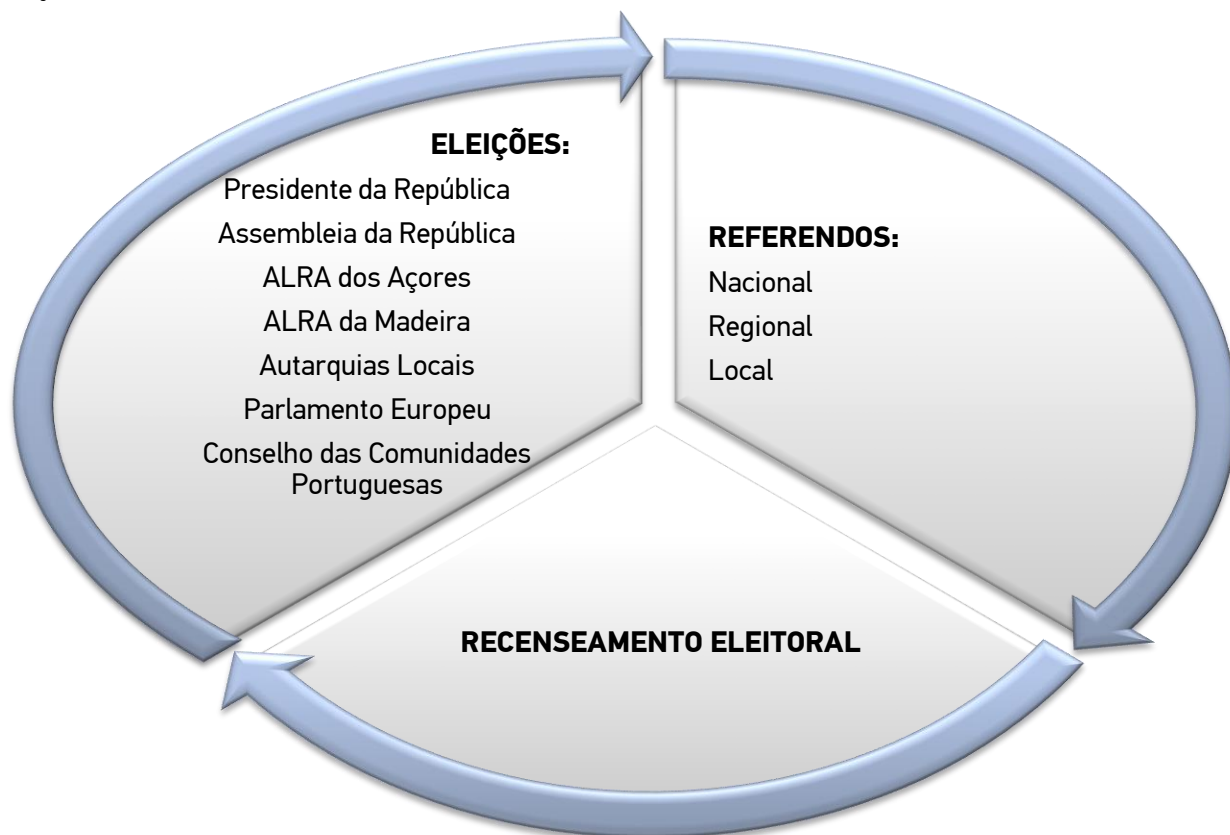 ELEIÇÕES:
Presidente da República
Assembleia da República
ALRA dos Açores
ALRA da Madeira
Autarquias Locais
Parlamento Europeu
Conselho das Comunidades
Portuguesas
REFERENDOS:
Nacional
Regional
Local
RECENSEAMENTO ELEITORAL